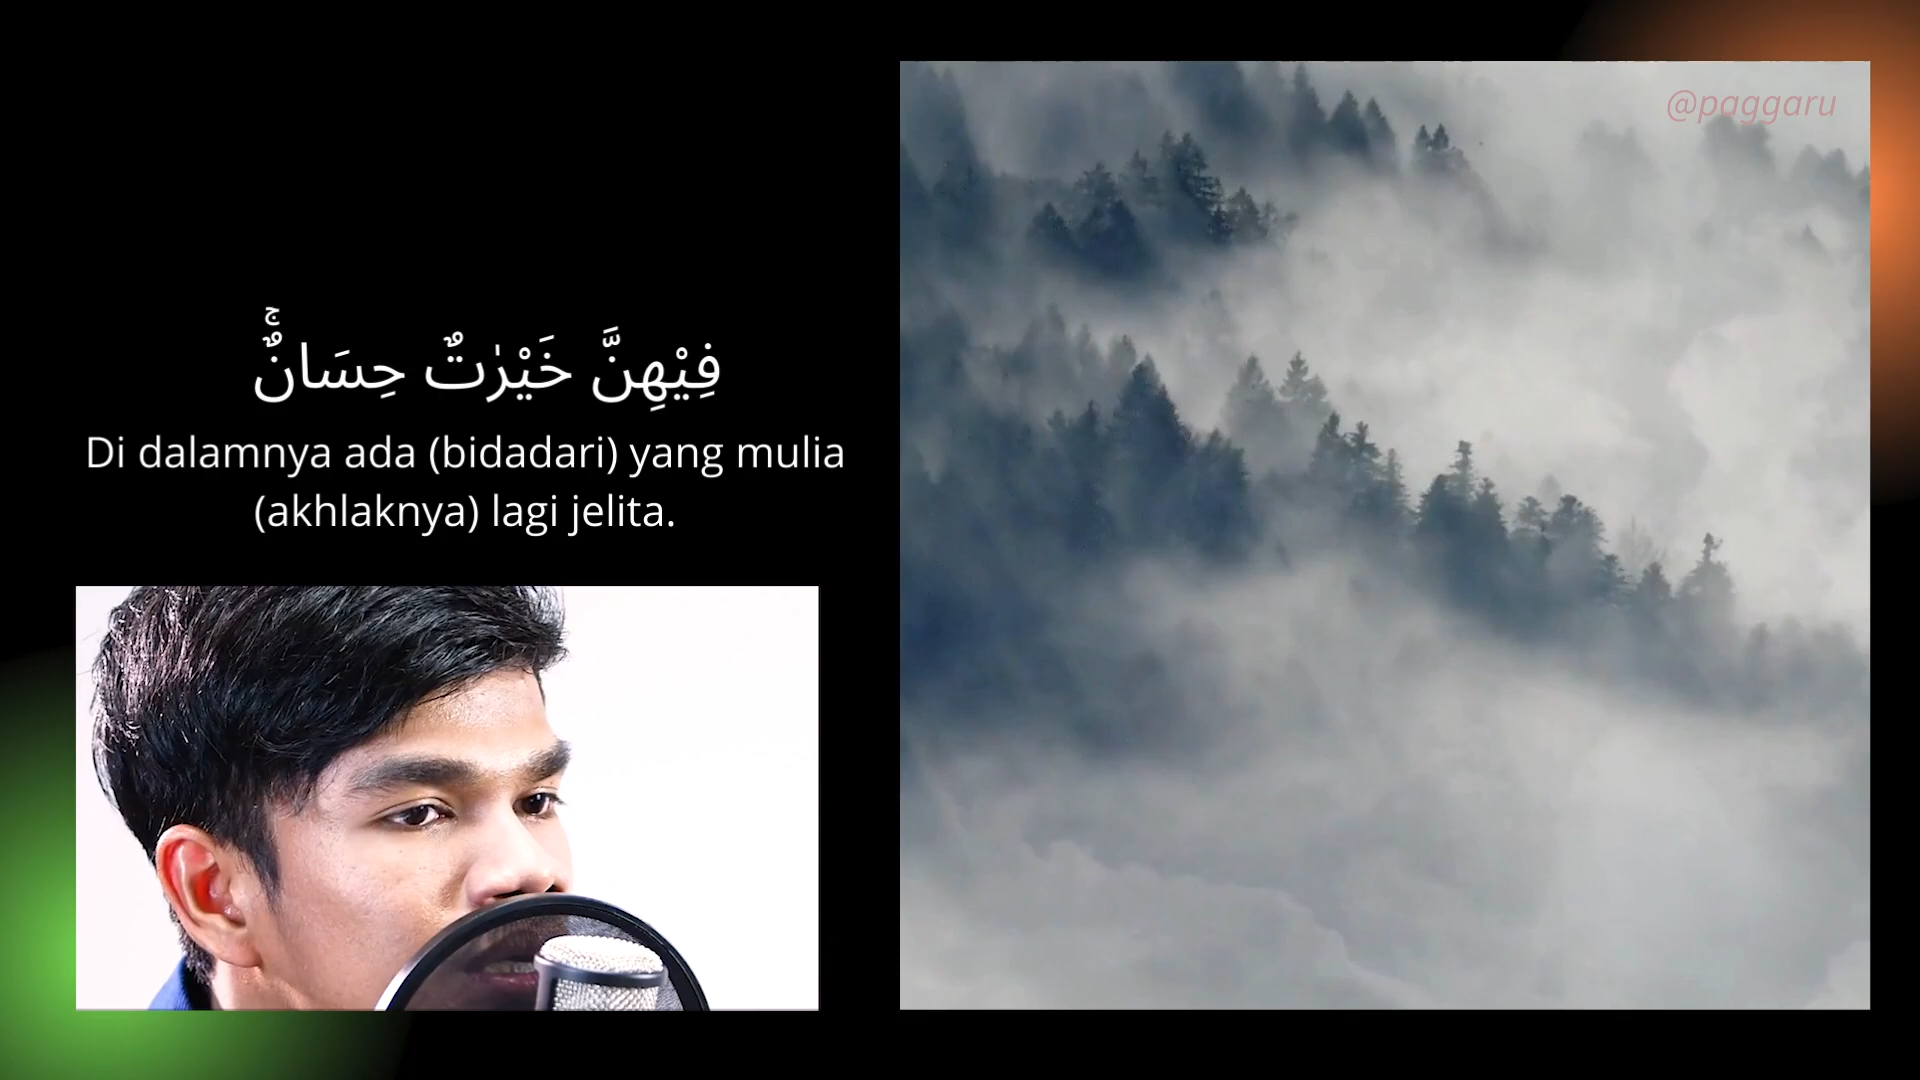 فِيْهِنَّ خَيْرٰتٌ حِسَانٌۚ
Di dalamnya ada (bidadari) yang mulia
(akhlaknya) lagi jelita.
@paggaru